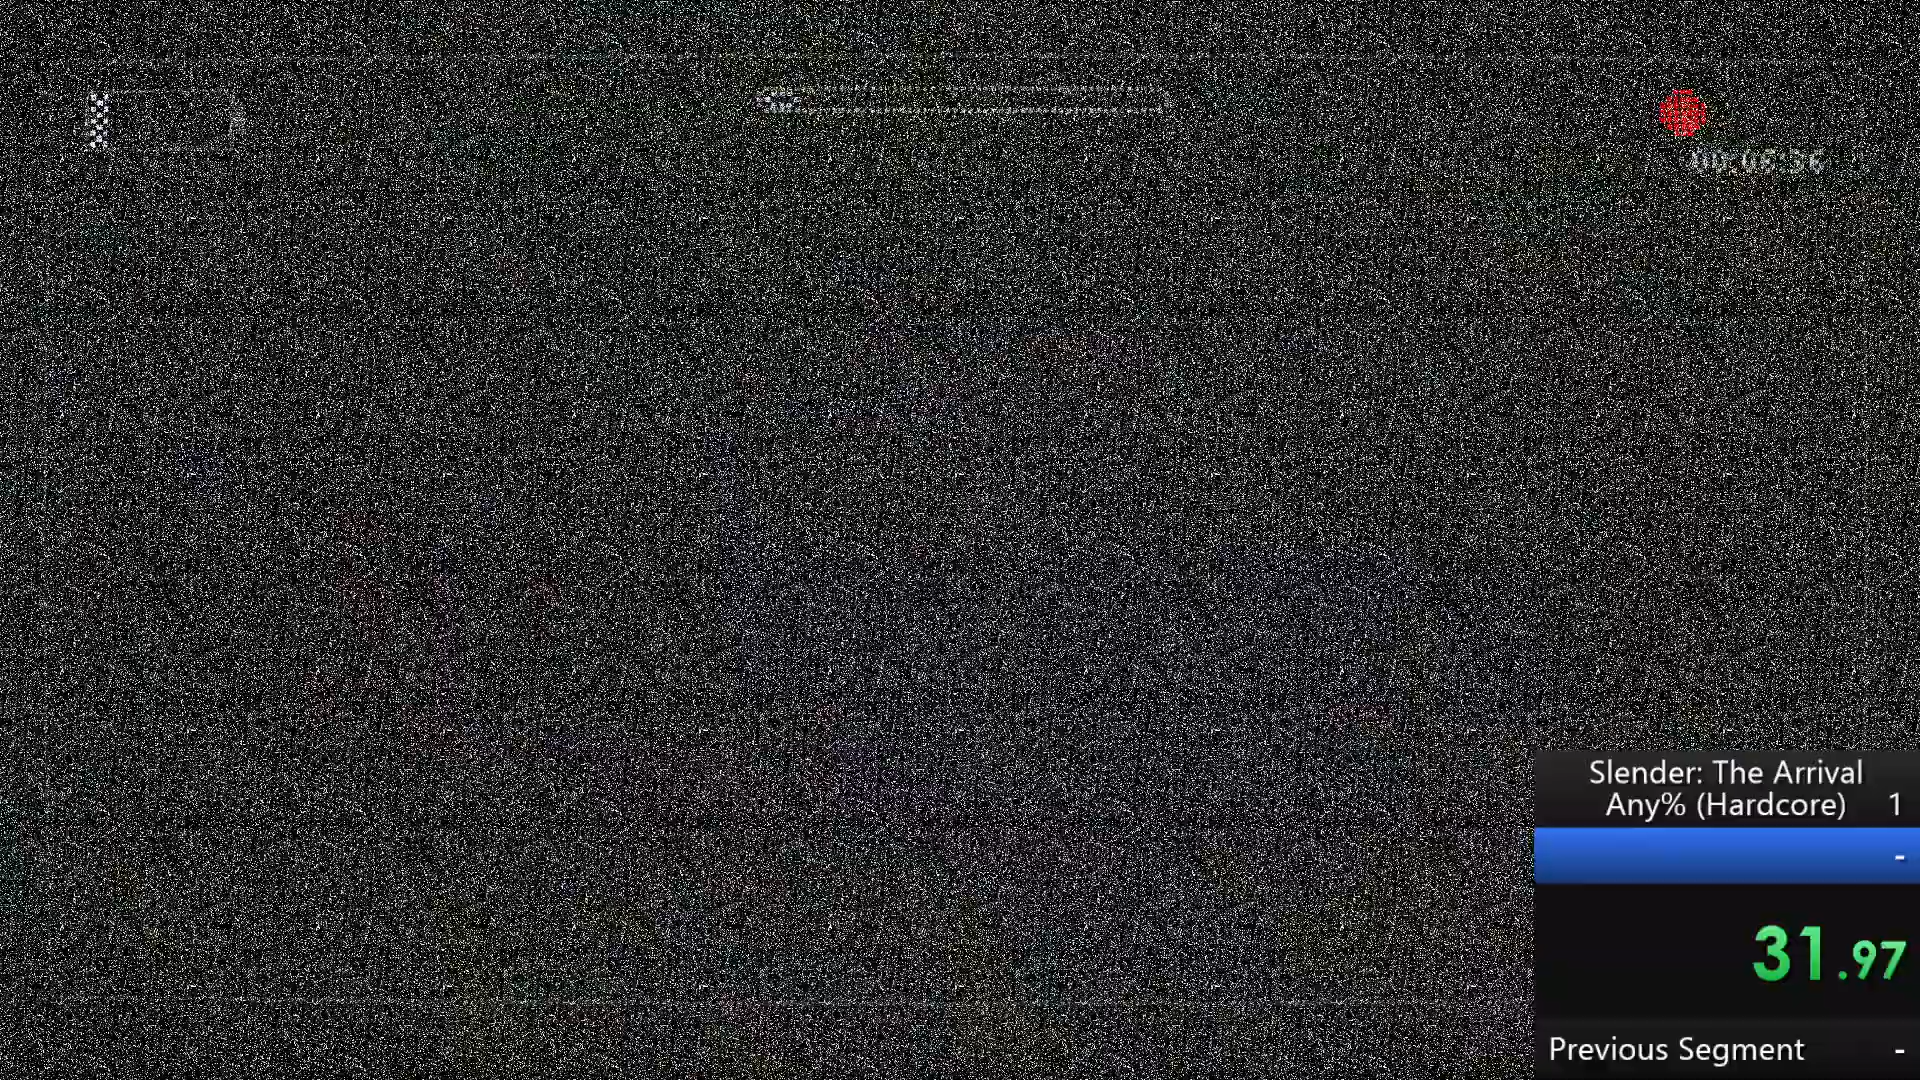 Slender: The Arrival
Any% (Hardcore) 1
-
31.97
Previous Segment -